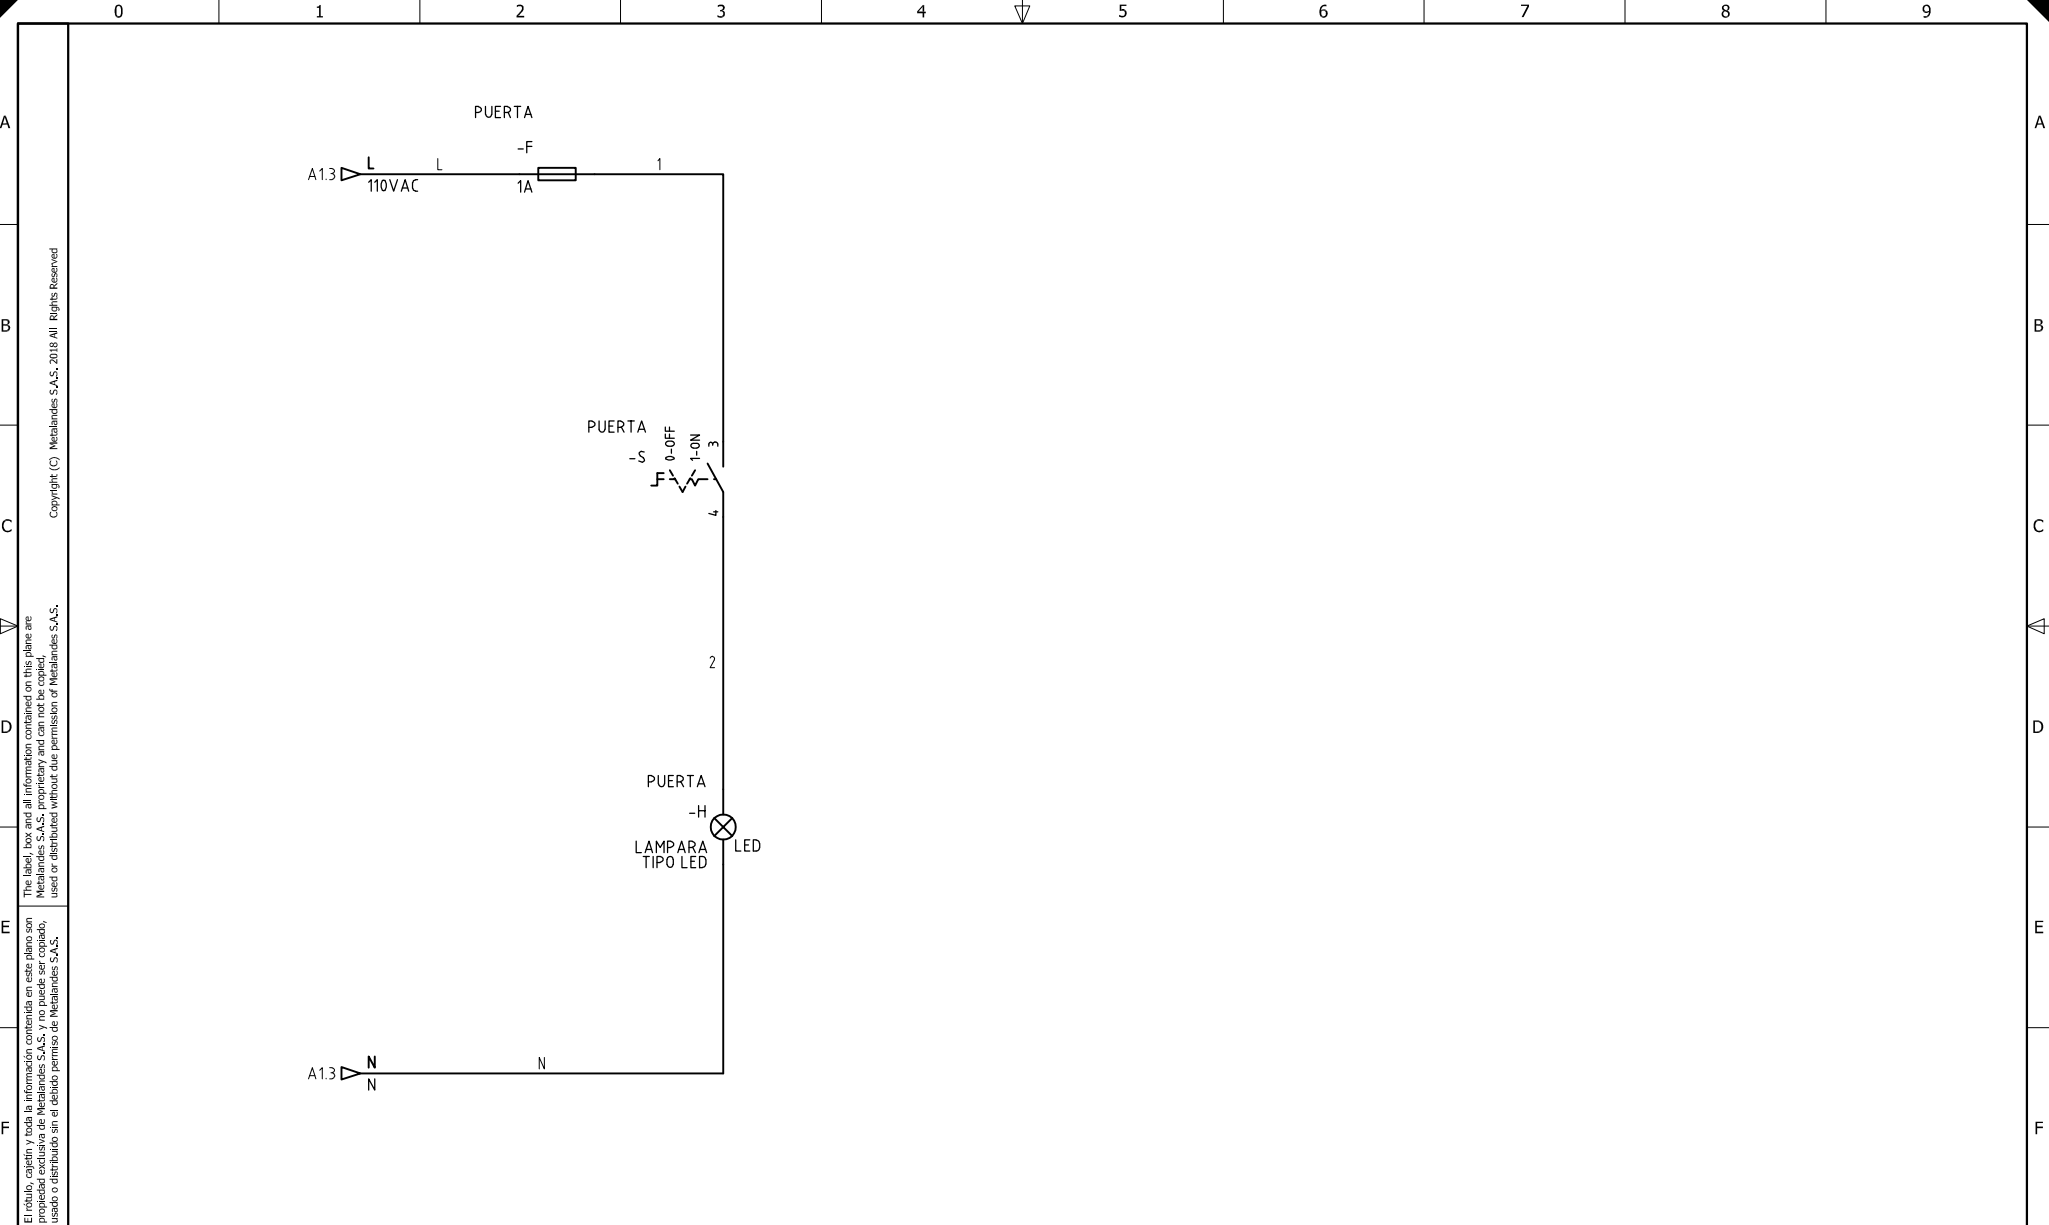 0 1 2 3 4 5 6 7 8 9
A A
PUERTA
-F
L L 1
A1.3
110VAC 1A
B B
PUERTA
0-OFF
1-ON
3
-S
4
C C
2
D D
PUERTA
-H
LAMPARA LED
TIPO LED
E E
N N
A1.3
N
F F
Copyright (C) Metalandes S.A.S. 2018 All Rights Reserved
The label, box and all information contained on this plane are
Metalandes S.A.S. proprietary and can not be copied,
used or distributed without due permission of Metalandes S.A.S.
El rótulo, cajetín y toda la información contenida en este plano son
propiedad exclusiva de Metalandes S.A.S. y no puede ser copiado,
usado o distribuido sin el debido permiso de Metalandes S.A.S.